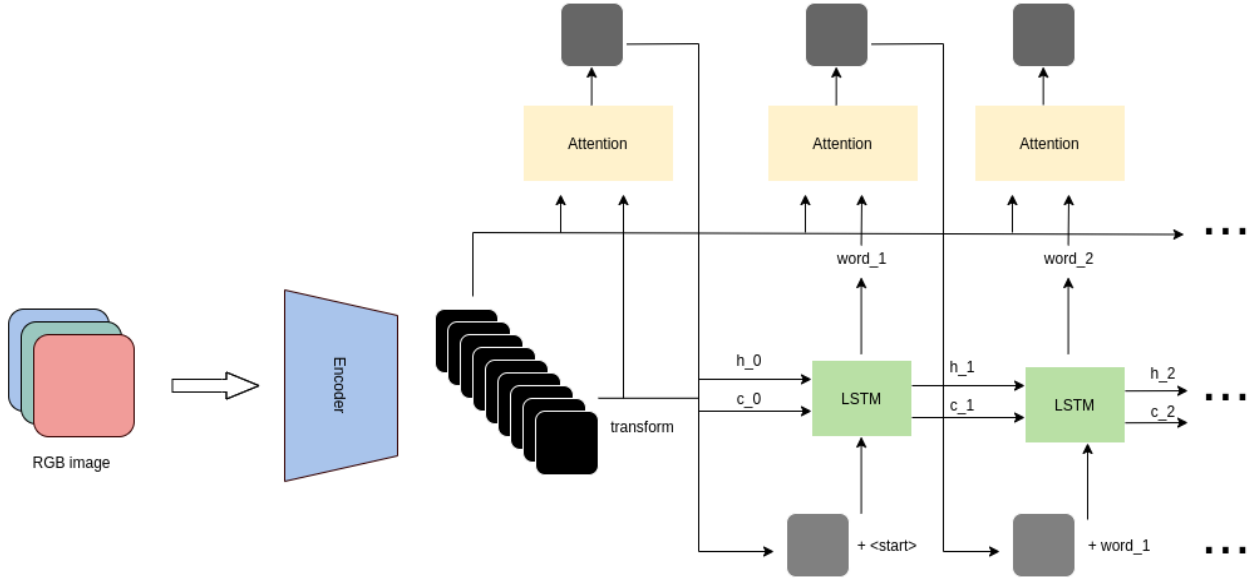 Attention
Attention
Attention
word_1
word_2
Encoder
h_0
h_1
h_2
LSTM
LSTM
c_0
c_1
c_2
transform
RGB image
+ <start>
+ word_1